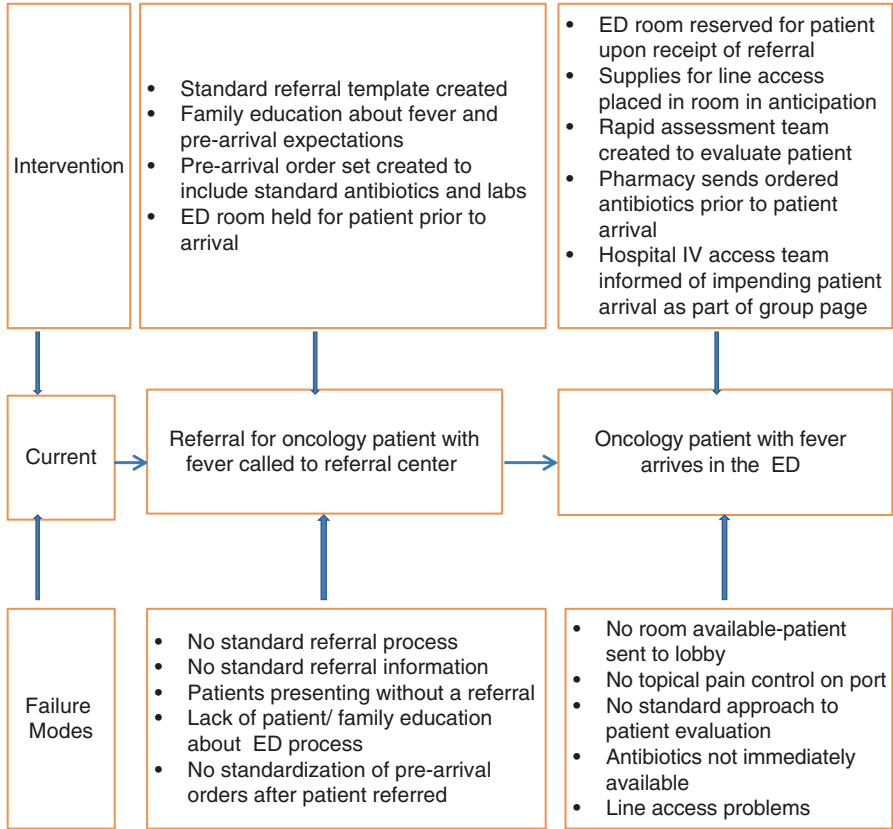 Intervention
• Standard referral template created
• Family education about fever and
pre-arrival expectations
• Pre-arrival order set created to
include standard antibiotics and labs
• ED room held for patient prior to
arrival
• ED room reserved for patient
upon receipt of referral
• Supplies for line access
placed in room in anticipation
• Rapid assessment team
created to evaluate patient
• Pharmacy sends ordered
antibiotics prior to patient
arrival
• Hospital IV access team
informed of impending patient
arrival as part of group page
Current
Referral for oncology patient with
fever called to referral center
Oncology patient with fever
arrives in the ED
Failure
Modes
• No standard referral process
• No standard referral information
• Patients presenting without a referral
• Lack of patient/ family education
about ED process
• No standardization of pre-arrival
orders after patient referred
• No room available-patient
sent to lobby
• No topical pain control on port
• No standard approach to
patient evaluation
• Antibiotics not immediately
available
• Line access problems